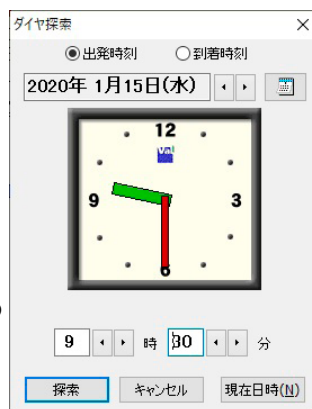 ダイヤ探索
出発時刻 到着時刻
2020年 1月15日(水)
12
Val
9 3
6
9 時 30 分
探索 キャンセル 現在日時(N)